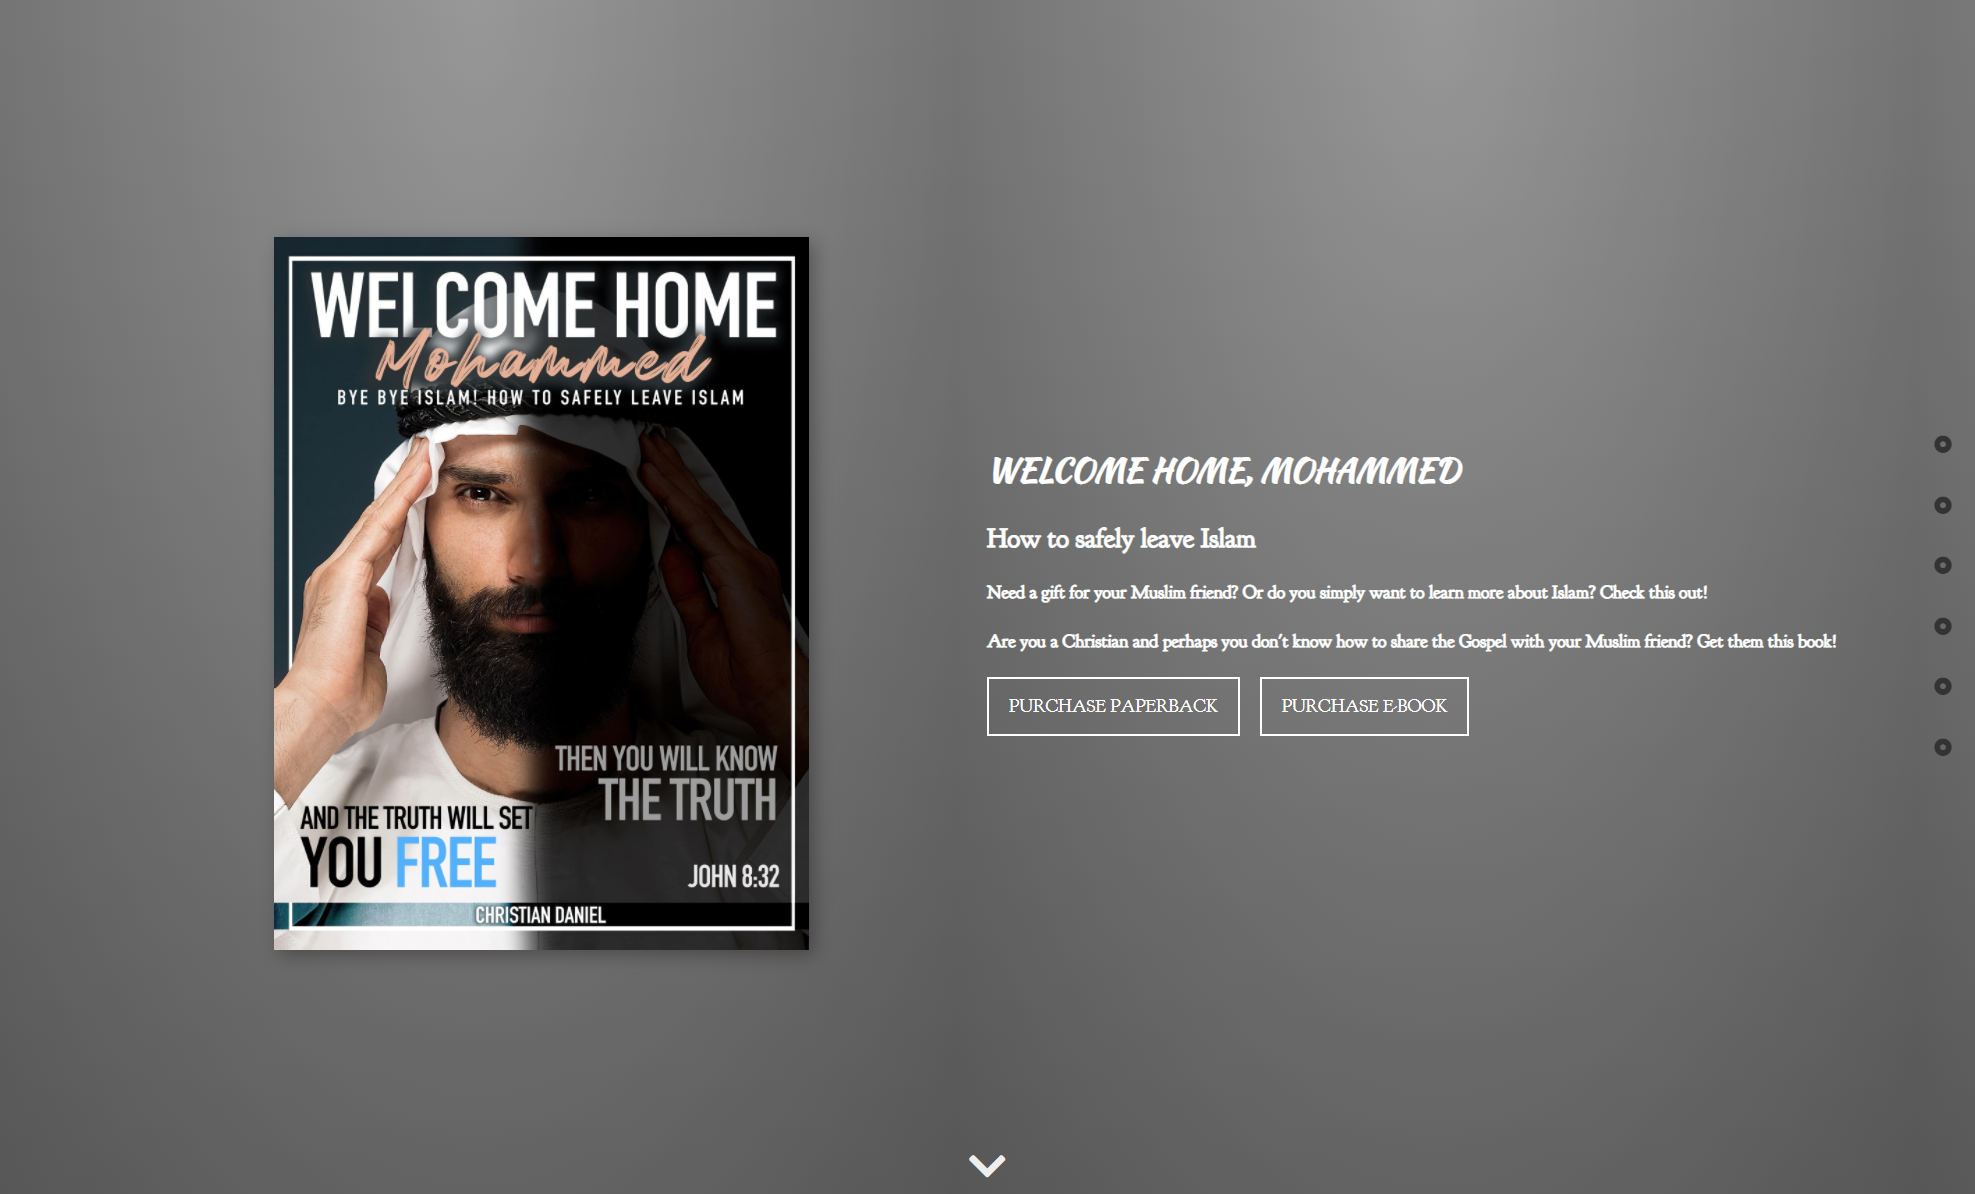 WELCOME HOME
Mohammed
BYE BYE ISLAM! HOW TO SAFELY LEAVE ISLAM
THEN YOU WILL KNOW
THE TRUTH
AND THE TRUTH WILL SET
YOU FREE
JOHN 8:32
CHRISTIAN DANIEL
WELCOME HOME, MOHAMMED
How to safely leave Islam
Need a gift for your Muslim friend? Or do you simply want to learn more about Islam? Check this out!
Are you a Christian and perhaps you don't know how to share the Gospel with your Muslim friend? Get them this book!
PURCHASE PAPERBACK
PURCHASE E-BOOK